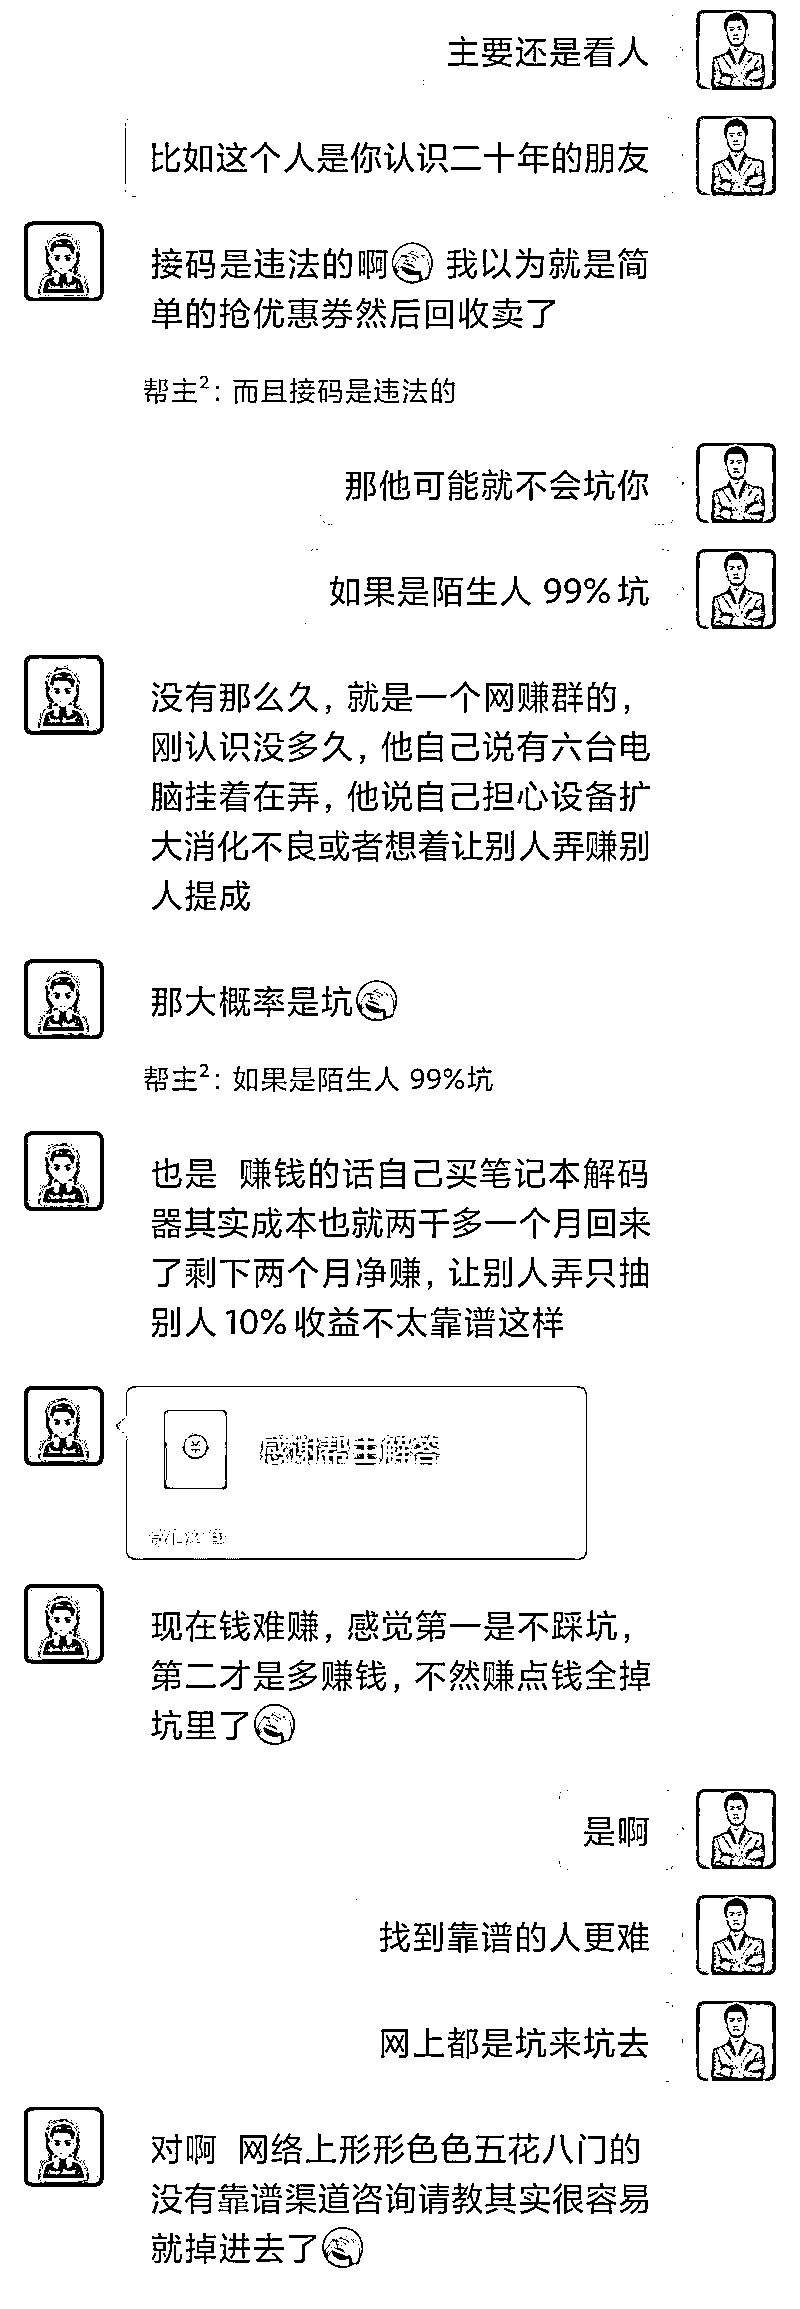 主要还是看人
比如这个人是你认识二十年的朋友
接码是违法的啊 我以为就是简
单的抢优惠券然后回收卖了
帮主²: 而且接码是违法的
那他可能就不会坑你
如果是陌生人 99% 坑
没有那么久，就是一个网赚群的，
刚认识没多久，他自己说有六台电
脑挂着在弄，他说自己担心设备扩
大消化不良或者想着让别人弄赚别
人提成
那大概率是坑
帮主²: 如果是陌生人 99%坑
也是 赚钱的话自己买笔记本解码
器其实成本也就两千多一个月回来
了剩下两个月净赚，让别人弄只抽
别人 10% 收益不太靠谱这样
感谢帮主解答
现在钱难赚，感觉第一是不踩坑，
第二才是多赚钱，不然赚点钱全掉
坑里了
是啊
找到靠谱的人更难
网上都是坑来坑去
对啊 网络上形形色色五花八门的
没有靠谱渠道咨询请教其实很容易
就掉进去了